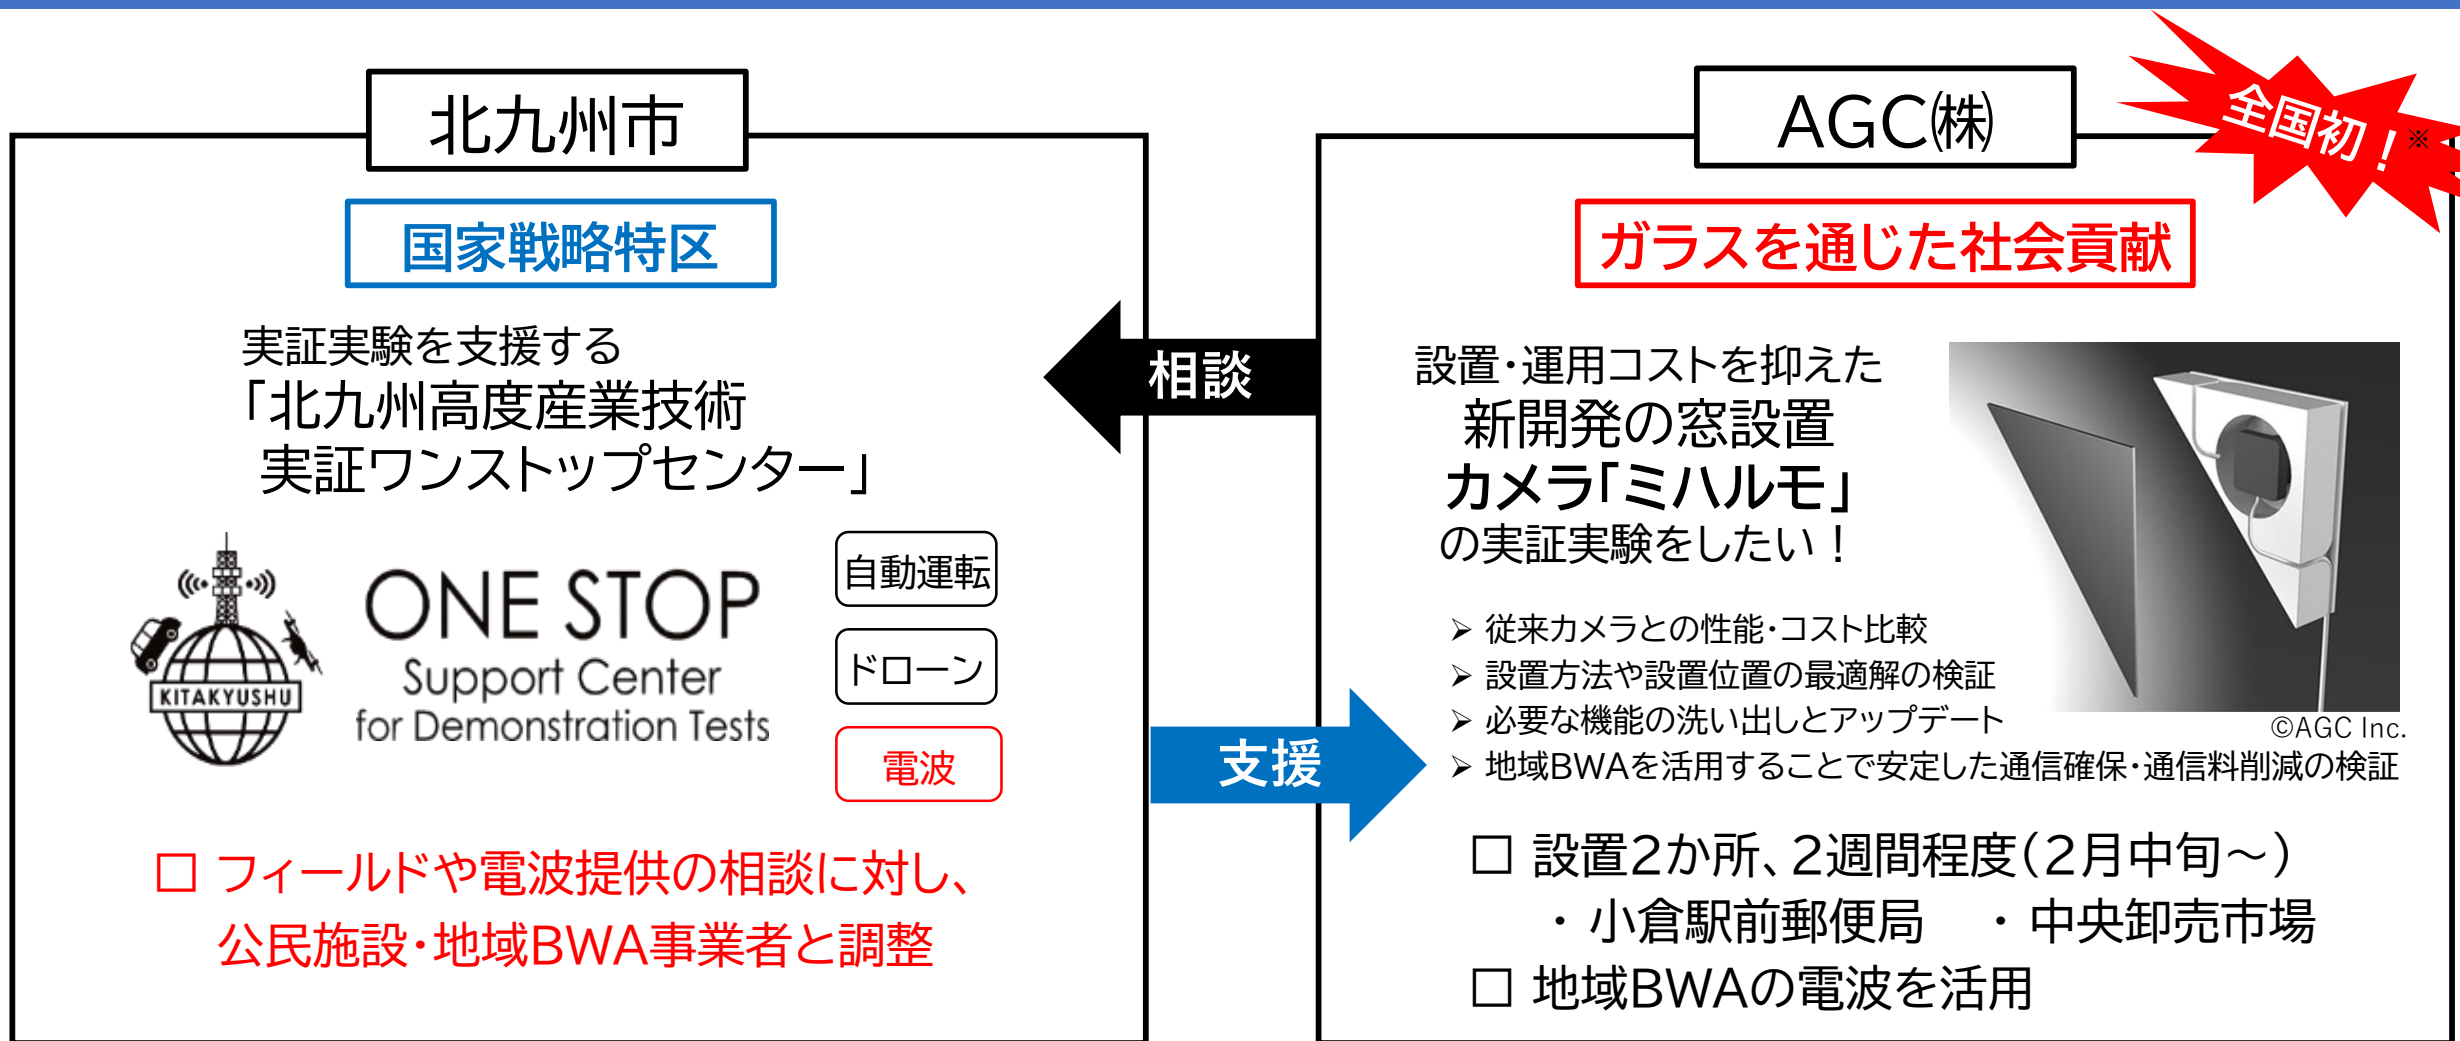 北九州市
国家戦略特区
実証実験を支援する
「北九州高度産業技術
実証ワンストップセンター」
KITAKYUSHU
ONE STOP
Support Center
for Demonstration Tests
自動運転
ドローン
電波
□ フィールドや電波提供の相談に対し、
公民施設・地域BWA事業者と調整
相談
支援
AGC㈱
全国初！※
ガラスを通じた社会貢献
設置・運用コストを抑えた
新開発の窓設置
カメラ「ミハルモ」
の実証実験をしたい！
©AGC Inc.
➢ 従来カメラとの性能・コスト比較
➢ 設置方法や設置位置の最適解の検証
➢ 必要な機能の洗い出しとアップデート
➢ 地域BWAを活用することで安定した通信確保・通信料削減の検証
□ 設置2か所、2週間程度（2月中旬～）
・ 小倉駅前郵便局　・ 中央卸売市場
□ 地域BWAの電波を活用